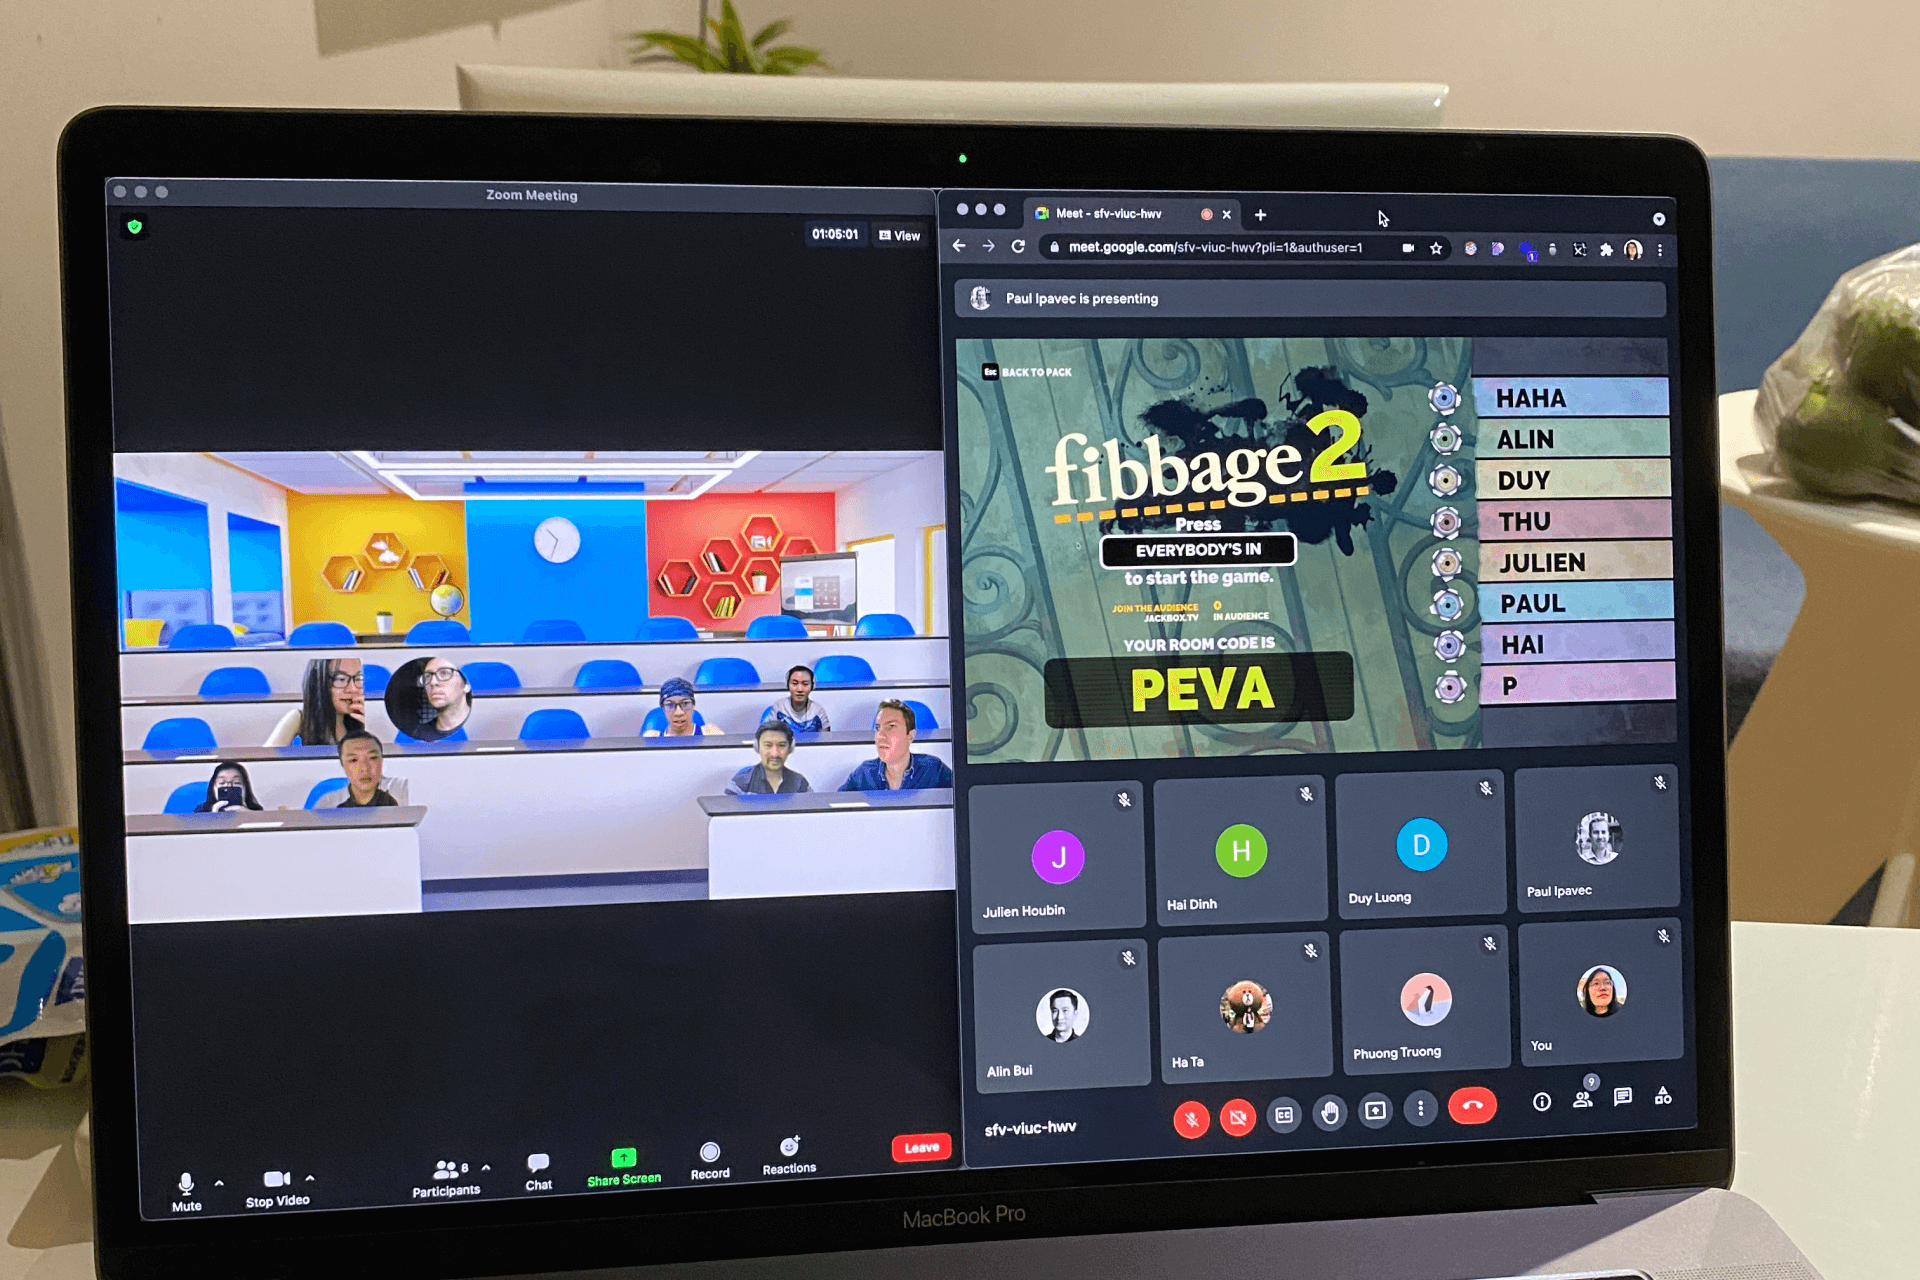 Zoom Meeting
01:05:01
View
Mute
Stop Video
Participants
8
Chat
Share Screen
Record
Reactions
Leave
Meet - sfv-viuc-hwv
meet.google.com/sfv-viuc-hwv?pli=1&authuser=1
1
Paul Ipavec is presenting
Esc BACK TO PACK
fibbage 2
Press
EVERYBODY'S IN
to start the game.
JOIN THE AUDIENCE
JACKBOX.TV
0
IN AUDIENCE
YOUR ROOM CODE IS
PEVA
HAHA
ALIN
DUY
THU
JULIEN
PAUL
HAI
P
J
Julien Houbin
H
Hai Dinh
D
Duy Luong
Paul Ipavec
Alin Bui
Ha Ta
Phuong Truong
You
sfv-viuc-hwv
CC
9
MacBook Pro